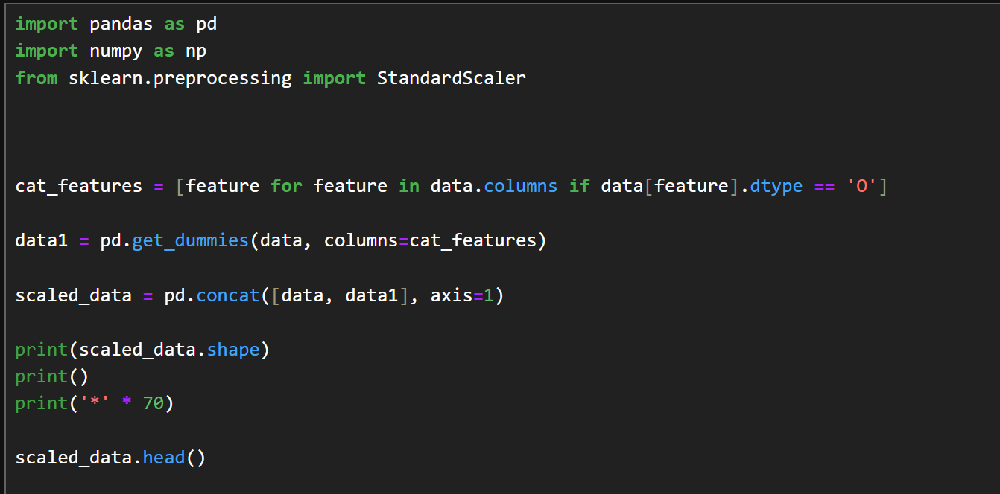 import pandas as pd
import numpy as np
from sklearn.preprocessing import StandardScaler
cat_features = [feature for feature in data.columns if data[feature].dtype == 'O']
data1 = pd.get_dummies(data, columns=cat_features)
scaled_data = pd.concat([data, data1], axis=1)
print(scaled_data.shape)
print()
print('*' * 70)
scaled_data.head()